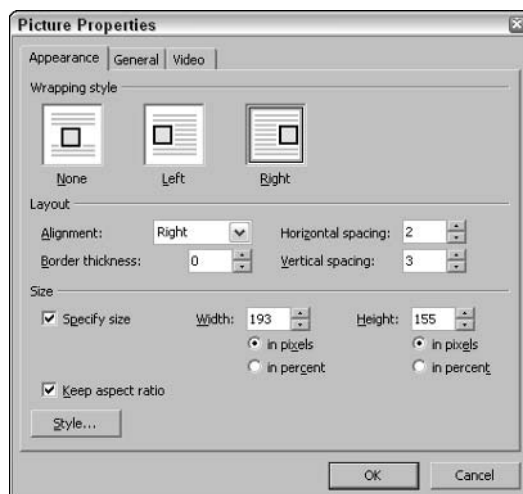 Picture Properties
Appearance General Video
Wrapping style
None Left Right
Layout
Alignment: Right Horizontal spacing: 2
Border thickness: 0 Vertical spacing: 3
Size
Specify size Width: 193 Height: 155
in pixels in pixels
in percent in percent
Keep aspect ratio
Style...
OK Cancel